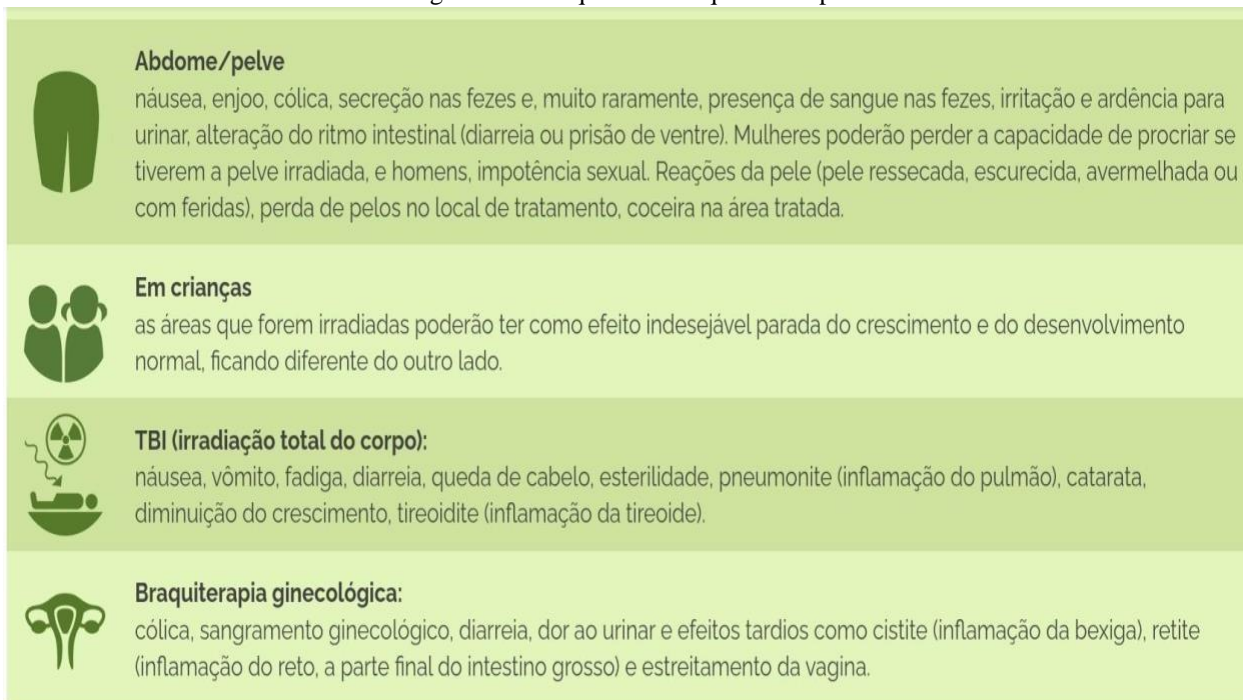 Abdome/pelve
náusea, enjoo, cólica, secreção nas fezes e, muito raramente, presença de sangue nas fezes, irritação e ardência para
urinar, alteração do ritmo intestinal (diarreia ou prisão de ventre). Mulheres poderão perder a capacidade de procriar se
tiverem a pelve irradiada, e homens, impotência sexual. Reações da pele (pele ressecada, escurecida, avermelhada ou
com feridas), perda de pelos no local de tratamento, coceira na área tratada.
Em crianças
as áreas que forem irradiadas poderão ter como efeito indesejável parada do crescimento e do desenvolvimento
normal, ficando diferente do outro lado.
TBI (irradiação total do corpo):
náusea, vômito, fadiga, diarreia, queda de cabelo, esterilidade, pneumonite (inflamação do pulmão), catarata,
diminuição do crescimento, tireoidite (inflamação da tireoide).
Braquiterapia ginecológica:
cólica, sangramento ginecológico, diarreia, dor ao urinar e efeitos tardios como cistite (inflamação da bexiga), retite
(inflamação do reto, a parte final do intestino grosso) e estreitamento da vagina.